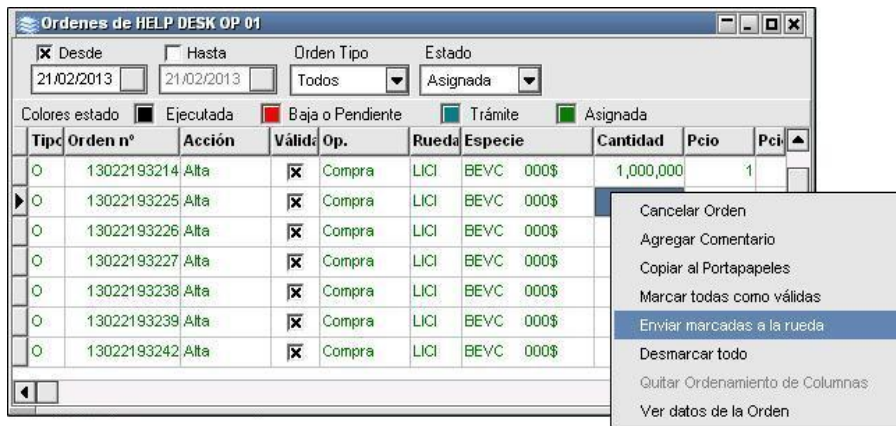 Ordenes de HELP DESK OP 01
Desde Hasta Orden Tipo Estado
21/02/2013 21/02/2013 Todos Asignada
Colores estado Ejecutada Baja o Pendiente Trámite Asignada
Tipo Orden nº Acción Válida Op. Rueda Especie Cantidad Pcio Pci
O 13022193214 Alta Compra LICI BEVC 000$ 1,000,000 1
O 13022193225 Alta Compra LICI BEVC 000$
O 13022193226 Alta Compra LICI BEVC 000$
O 13022193227 Alta Compra LICI BEVC 000$
O 13022193238 Alta Compra LICI BEVC 000$
O 13022193239 Alta Compra LICI BEVC 000$
O 13022193242 Alta Compra LICI BEVC 000$
Cancelar Orden
Agregar Comentario
Copiar al Portapapeles
Marcar todas como válidas
Enviar marcadas a la rueda
Desmarcar todo
Quitar Ordenamiento de Columnas
Ver datos de la Orden